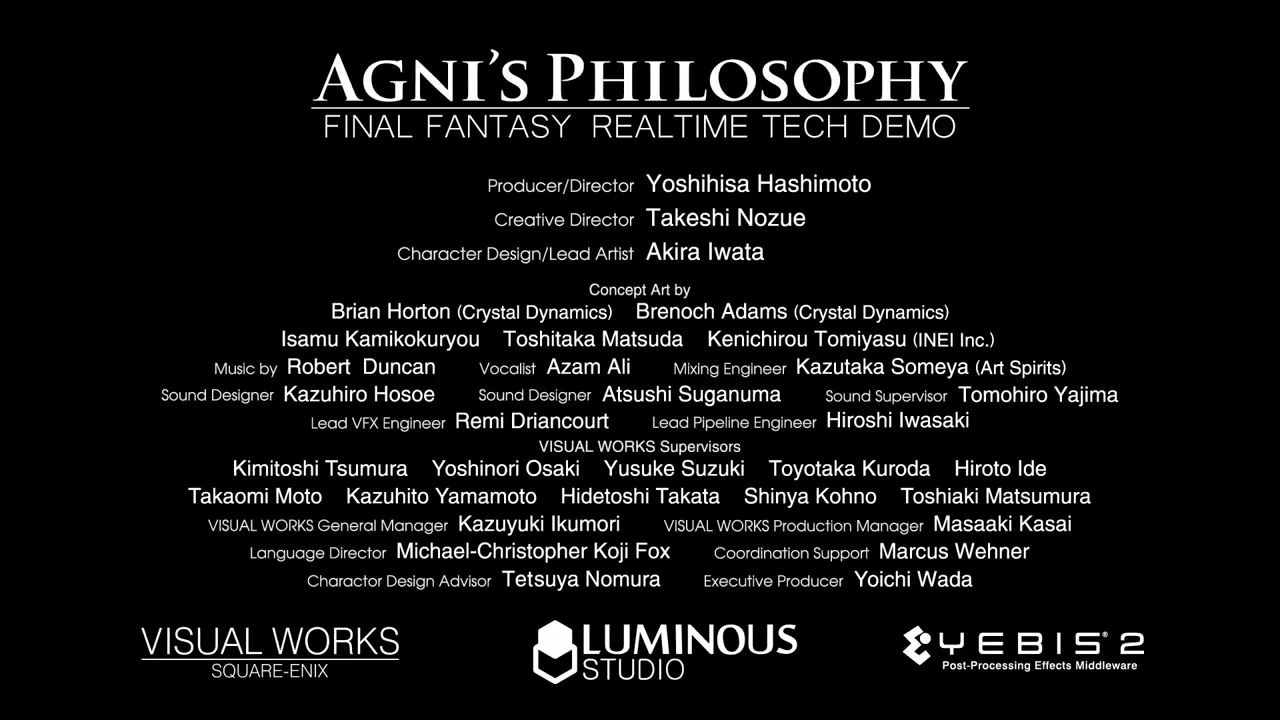 AGNI'S PHILOSOPHY
FINAL FANTASY REALTIME TECH DEMO
Producer/Director Yoshihisa Hashimoto
Creative Director Takeshi Nozue
Character Design/Lead Artist Akira Iwata
Concept Art by
Brian Horton (Crystal Dynamics) Brenoch Adams (Crystal Dynamics)
Isamu Kamikokuryou Toshitaka Matsuda Kenichirou Tomiyasu (INEI Inc.)
Music by Robert Duncan Vocalist Azam Ali Mixing Engineer Kazutaka Someya (Art Spirits)
Sound Designer Kazuhiro Hosoe Sound Designer Atsushi Suganuma Sound Supervisor Tomohiro Yajima
Lead VFX Engineer Remi Driancourt Lead Pipeline Engineer Hiroshi Iwasaki
VISUAL WORKS Supervisors
Kimitoshi Tsumura Yoshinori Osaki Yusuke Suzuki Toyotaka Kuroda Hiroto Ide
Takaomi Moto Kazuhito Yamamoto Hidetoshi Takata Shinya Kohno Toshiaki Matsumura
VISUAL WORKS General Manager Kazuyuki Ikumori VISUAL WORKS Production Manager Masaaki Kasai
Language Director Michael-Christopher Koji Fox Coordination Support Marcus Wehner
Charactor Design Advisor Tetsuya Nomura Executive Producer Yoichi Wada
VISUAL WORKS
SQUARE-ENIX
LUMINOUS
STUDIO
YEBIS® 2
Post-Processing Effects Middleware